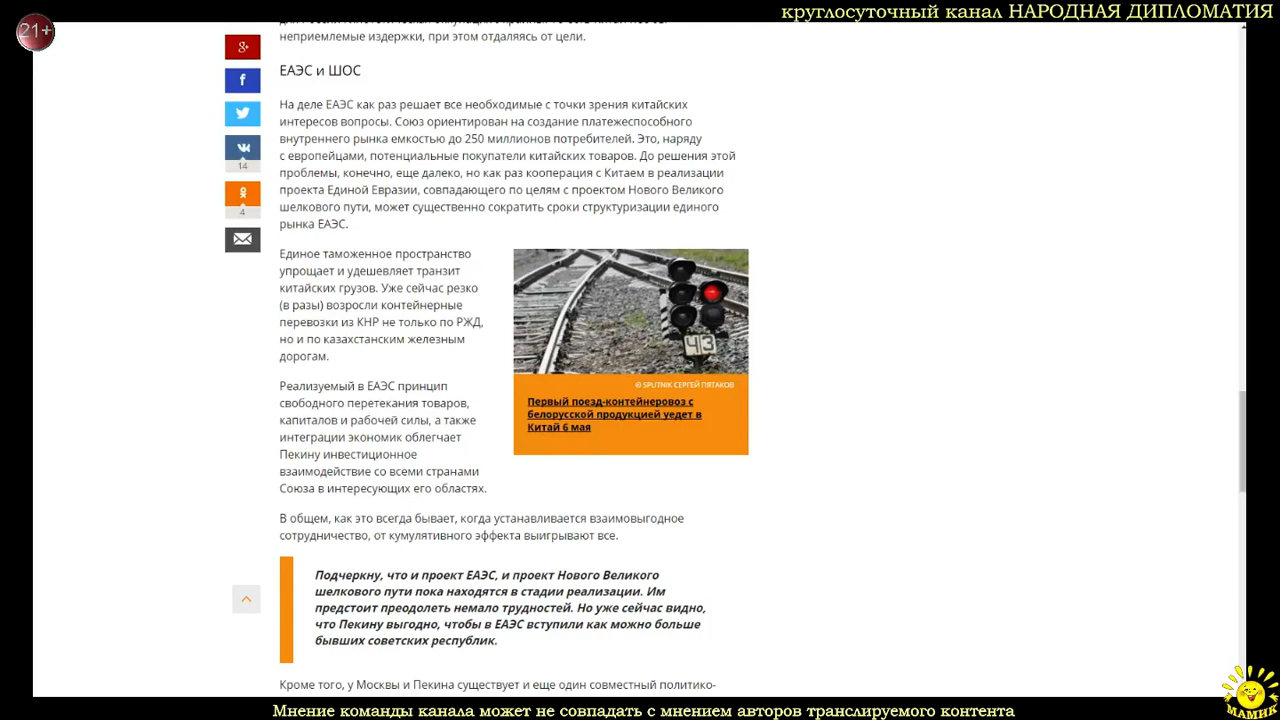 круглосуточный канал НАРОДНАЯ ДИПЛОМАТИЯ
21+
неприемлемые издержки, при этом отдаляясь от цели.
ЕАЭС и ШОС
На деле ЕАЭС как раз решает все необходимые с точки зрения китайских
интересов вопросы. Союз ориентирован на создание платежеспособного
внутреннего рынка емкостью до 250 миллионов потребителей. Это, наряду
с европейцами, потенциальные покупатели китайских товаров. До решения этой
проблемы, конечно, еще далеко, но как раз кооперация с Китаем в реализации
проекта Единой Евразии, совпадающего по целям с проектом Нового Великого
шелкового пути, может существенно сократить сроки структуризации единого
рынка ЕАЭС.
8+
f
14
4
Единое таможенное пространство
упрощает и удешевляет транзит
китайских грузов. Уже сейчас резко
(в разы) возросли контейнерные
перевозки из КНР не только по РЖД,
но и по казахстанским железным
дорогам.
Реализуемый в ЕАЭС принцип
свободного перетекания товаров,
капиталов и рабочей силы, а также
интеграции экономик облегчает
Пекину инвестиционное
взаимодействие со всеми странами
Союза в интересующих его областях.
Ч13
© SPUTNIK СЕРГЕЙ ПЯТАКОВ
Первый поезд-контейнеровоз с
белорусской продукцией уедет в
Китай 6 мая
В общем, как это всегда бывает, когда устанавливается взаимовыгодное
сотрудничество, от кумулятивного эффекта выигрывают все.
Подчеркну, что и проект ЕАЭС, и проект Нового Великого
шелкового пути пока находятся в стадии реализации. Им
предстоит преодолеть немало трудностей. Но уже сейчас видно,
что Пекину выгодно, чтобы в ЕАЭС вступили как можно больше
бывших советских республик.
Кроме того, у Москвы и Пекина существует и еще один совместный политико-
МАМИК
Мнение команды канала может не совпадать с мнением авторов транслируемого контента